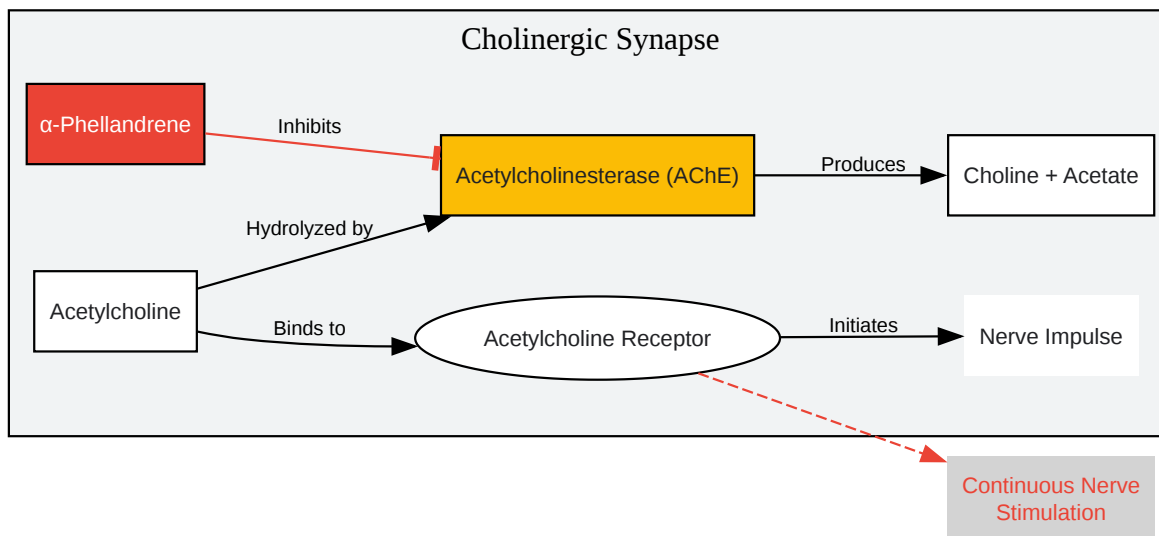 Cholinergic Synapse
α-Phellandrene
Inhibits
Acetylcholinesterase (AChE)
Produces
Choline + Acetate
Hydrolyzed by
Acetylcholine
Binds to
Acetylcholine Receptor
Initiates
Nerve Impulse
Continuous Nerve
Stimulation